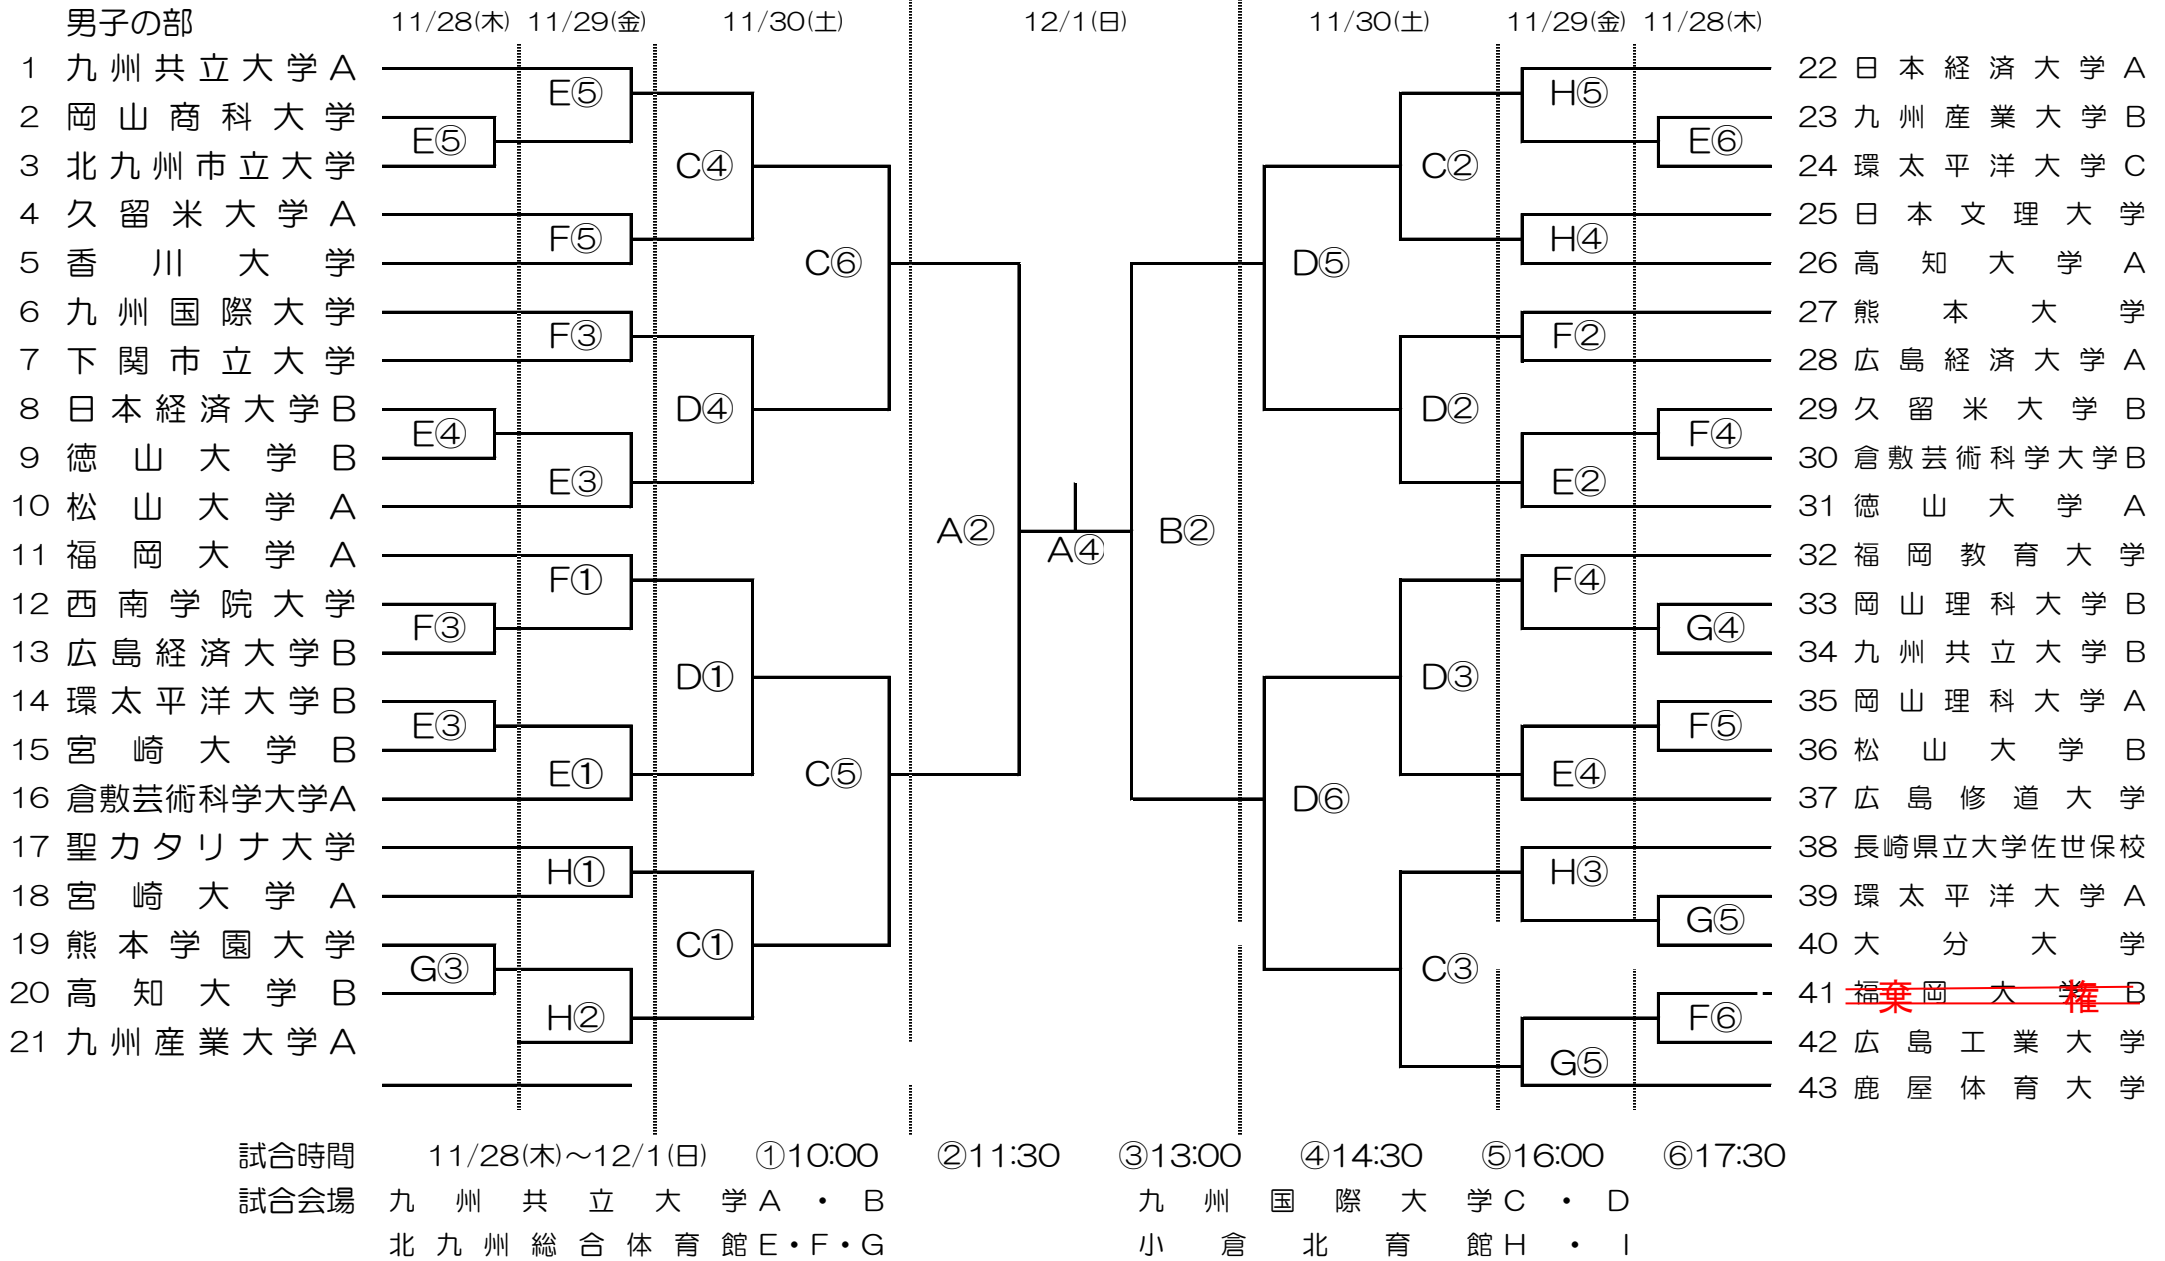 男子の部 11/28(木) 11/29(金) 11/30(土) 12/1(日) 11/30(土) 11/29(金) 11/28(木)
1 九州共立大学A
2 岡山商科大学
3 北九州市立大学
4 久留米大学A
5 香川大学
6 九州国際大学
7 下関市立大学
8 日本経済大学B
9 徳山大学B
10 松山大学A
11 福岡大学A
12 西南学院大学
13 広島経済大学B
14 環太平洋大学B
15 宮崎大学B
16 倉敷芸術科学大学A
17 聖カタリナ大学
18 宮崎大学A
19 熊本学園大学
20 高知大学B
21 九州産業大学A
E⑤
E④
F③
E③
G③
E⑤
F⑤
F③
E③
F①
E①
H①
H②
C④
D④
D①
C①
C⑥
C⑤
A②
A④
B②
D⑤
D⑥
C②
D②
D③
C③
H⑤
H④
F②
E②
F④
E④
H③
G⑤
E⑥
F④
G④
F⑤
G⑤
F⑥
22 日本経済大学A
23 九州産業大学B
24 環太平洋大学C
25 日本文理大学
26 高知大学A
27 熊本大学
28 広島経済大学A
29 久留米大学B
30 倉敷芸術科学大学B
31 徳山大学A
32 福岡教育大学
33 岡山理科大学B
34 九州共立大学B
35 岡山理科大学A
36 松山大学B
37 広島修道大学
38 長崎県立大学佐世保校
39 環太平洋大学A
40 大分大学
41 福岡大学B
棄権
42 広島工業大学
43 鹿屋体育大学
試合時間 11/28(木)～12/1(日) ①10:00 ②11:30 ③13:00 ④14:30 ⑤16:00 ⑥17:30
試合会場 九州共立大学A・B 九州国際大学C・D
北九州総合体育館E・F・G 小倉北育館H・I